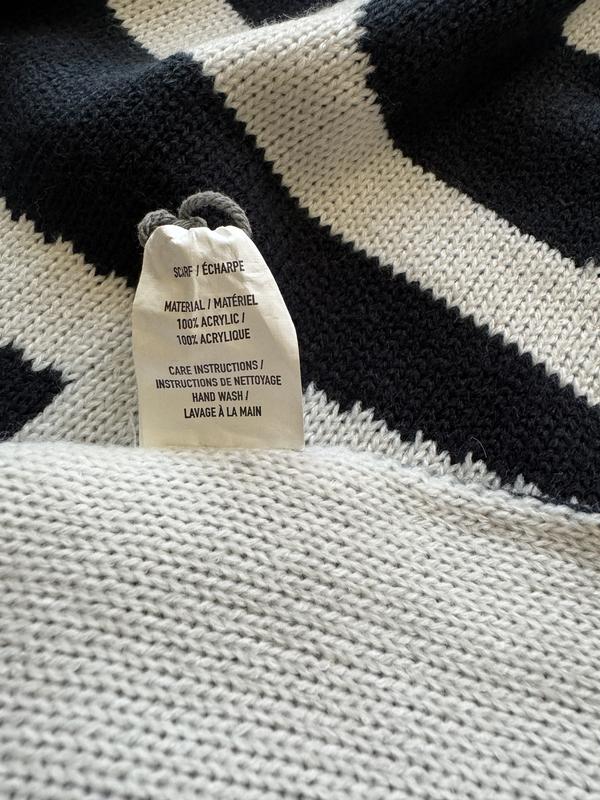 SCARF / ÉCHARPE
MATERIAL / MATÉRIEL
100% ACRYLIC /
100% ACRYLIQUE
CARE INSTRUCTIONS /
INSTRUCTIONS DE NETTOYAGE
HAND WASH /
LAVAGE À LA MAIN